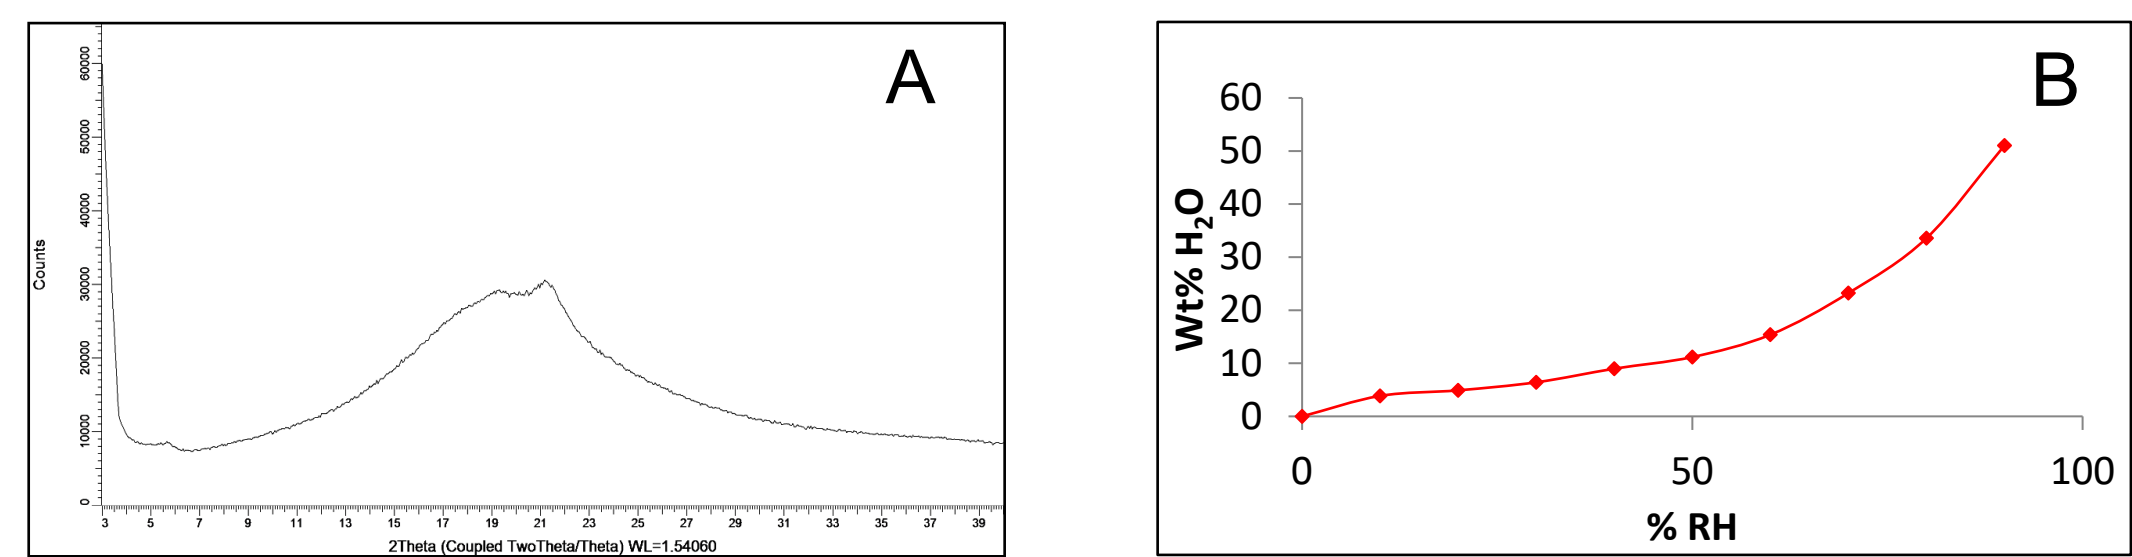 A
60000
50000
40000
30000
20000
10000
0
Counts
3 5 7 9 11 13 15 17 19 21 23 25 27 29 31 33 35 37 39
2Theta (Coupled TwoTheta/Theta) WL=1.54060
B
60
50
40
30
20
10
0
Wt% H₂O
0 50 100
% RH